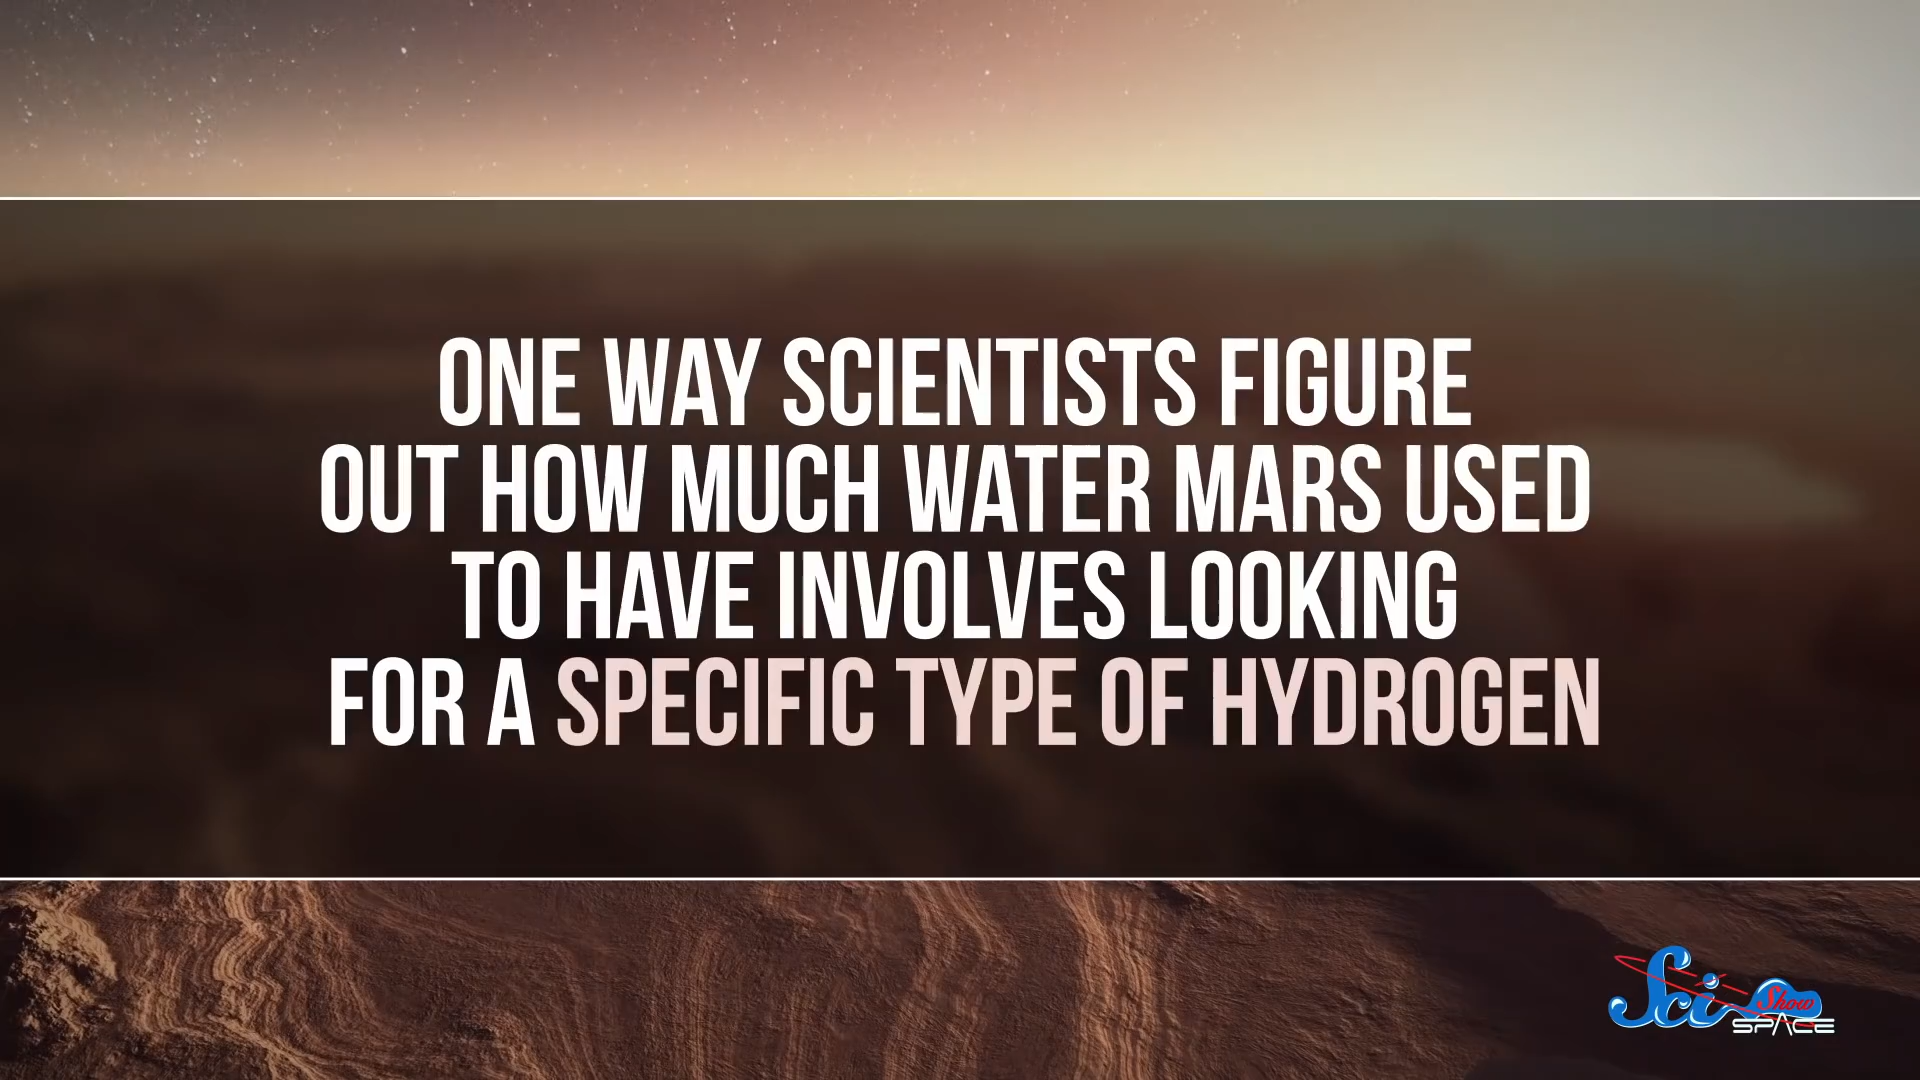 ONE WAY SCIENTISTS FIGURE
OUT HOW MUCH WATER MARS USED
TO HAVE INVOLVES LOOKING
FOR A SPECIFIC TYPE OF HYDROGEN
Sci Show
SPACE